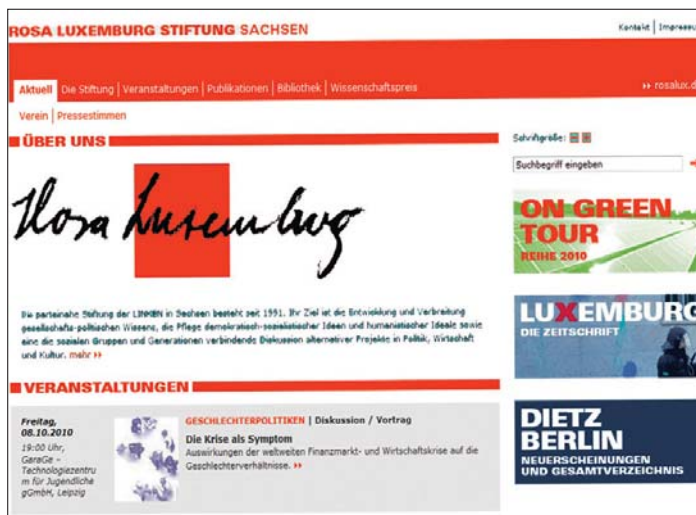 ROSA LUXEMBURG STIFTUNG SACHSEN
Kontakt | Impressu
Aktuell | Die Stiftung | Veranstaltungen | Publikationen | Bibliothek | Wissenschaftspreis
›› rosalux.d
Verein | Pressestimmen
ÜBER UNS
Schriftgröße:
Suchbegriff eingeben
Rosa Luxemburg
ON GREEN
TOUR
REIHE 2010
Die parteinahe Stiftung der LINKEN in Sachsen besteht seit 1991. Ihr Ziel ist die Entwicklung und Verbreitung
gesellschafts-politischen Wissens, die Pflege demokratisch-sozialistischer Ideen und humanistischer Ideale sowie
eine die sozialen Gruppen und Generationen verbindende Diskussion alternativer Projekte in Politik, Wirtschaft
und Kultur. mehr ››
LUXEMBURG
DIE ZEITSCHRIFT
VERANSTALTUNGEN
Freitag,
08.10.2010
19:00 Uhr,
GaraGe –
Technologiezentru
m für Jugendliche
gGmbH, Leipzig
GESCHLECHTERPOLITIKEN | Diskussion / Vortrag
Die Krise als Symptom
Auswirkungen der weltweiten Finanzmarkt- und Wirtschaftskrise auf die
Geschlechterverhältnisse. ››
DIETZ
BERLIN
NEUERSCHEINUNGEN
UND GESAMTVERZEICHNIS